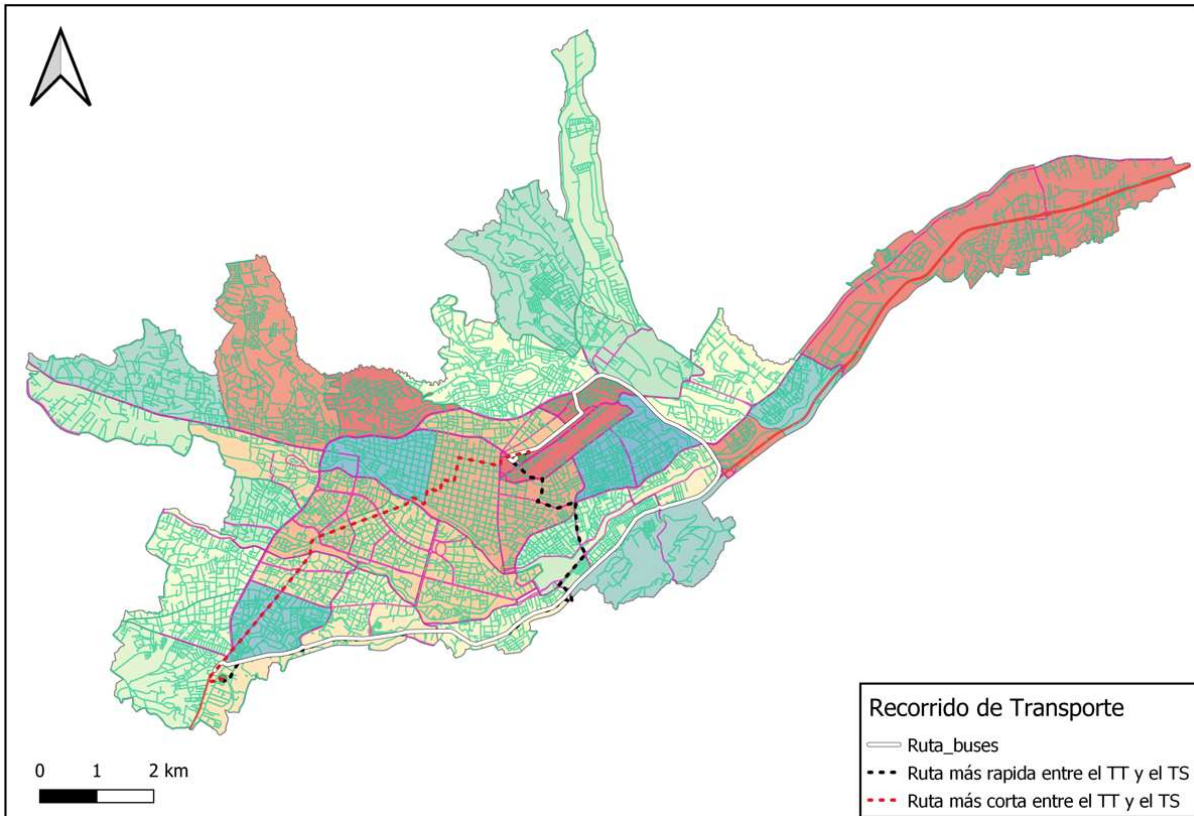 0 1 2 km
Recorrido de Transporte
Ruta_buses
Ruta más rapida entre el TT y el TS
Ruta más corta entre el TT y el TS